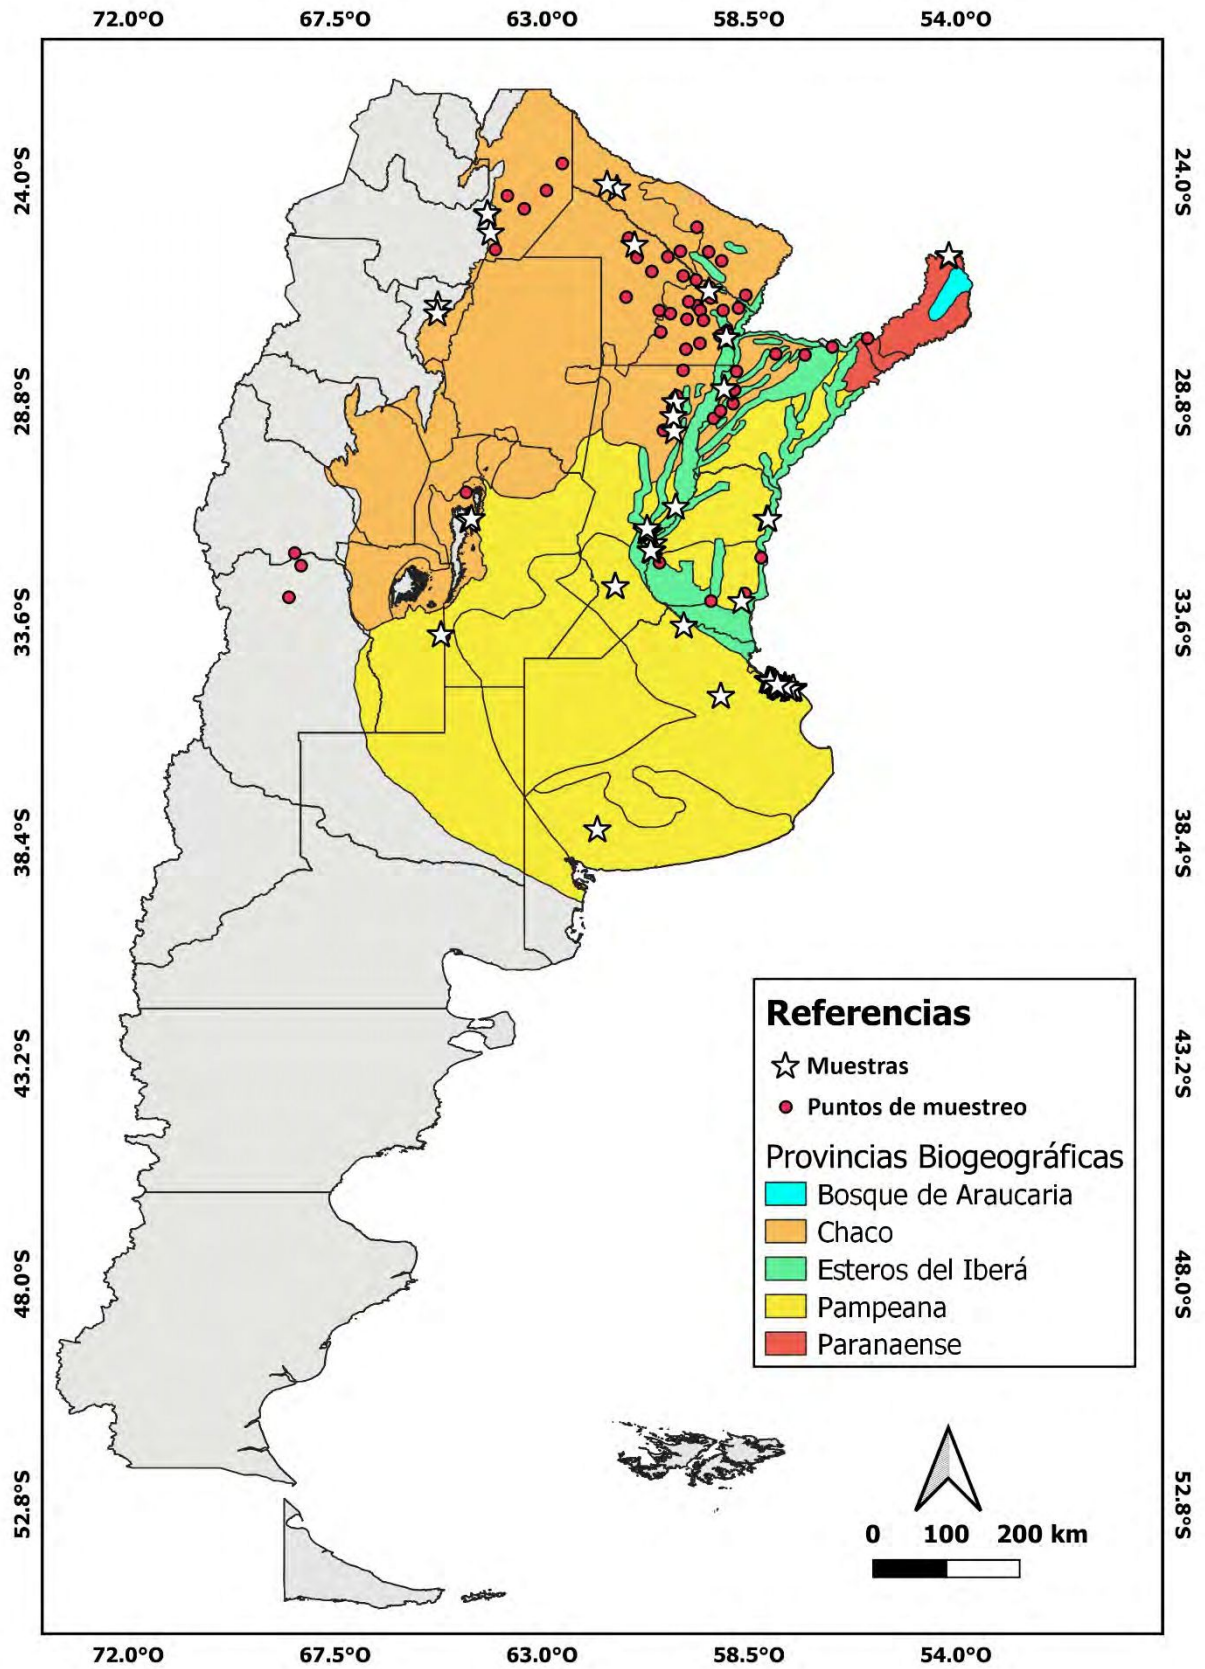 72.0°O 67.5°O 63.0°O 58.5°O 54.0°O
24.0°S 24.0°S
28.8°S 28.8°S
33.6°S 33.6°S
38.4°S 38.4°S
Referencias
Muestras
43.2°S 43.2°S
Puntos de muestreo
Provincias Biogeográficas
Bosque de Araucaria
Chaco
Esteros del Iberá
48.0°S 48.0°S
Pampeana
Paranaense
52.8°S 52.8°S
0 100 200 km
72.0°O 67.5°O 63.0°O 58.5°O 54.0°O